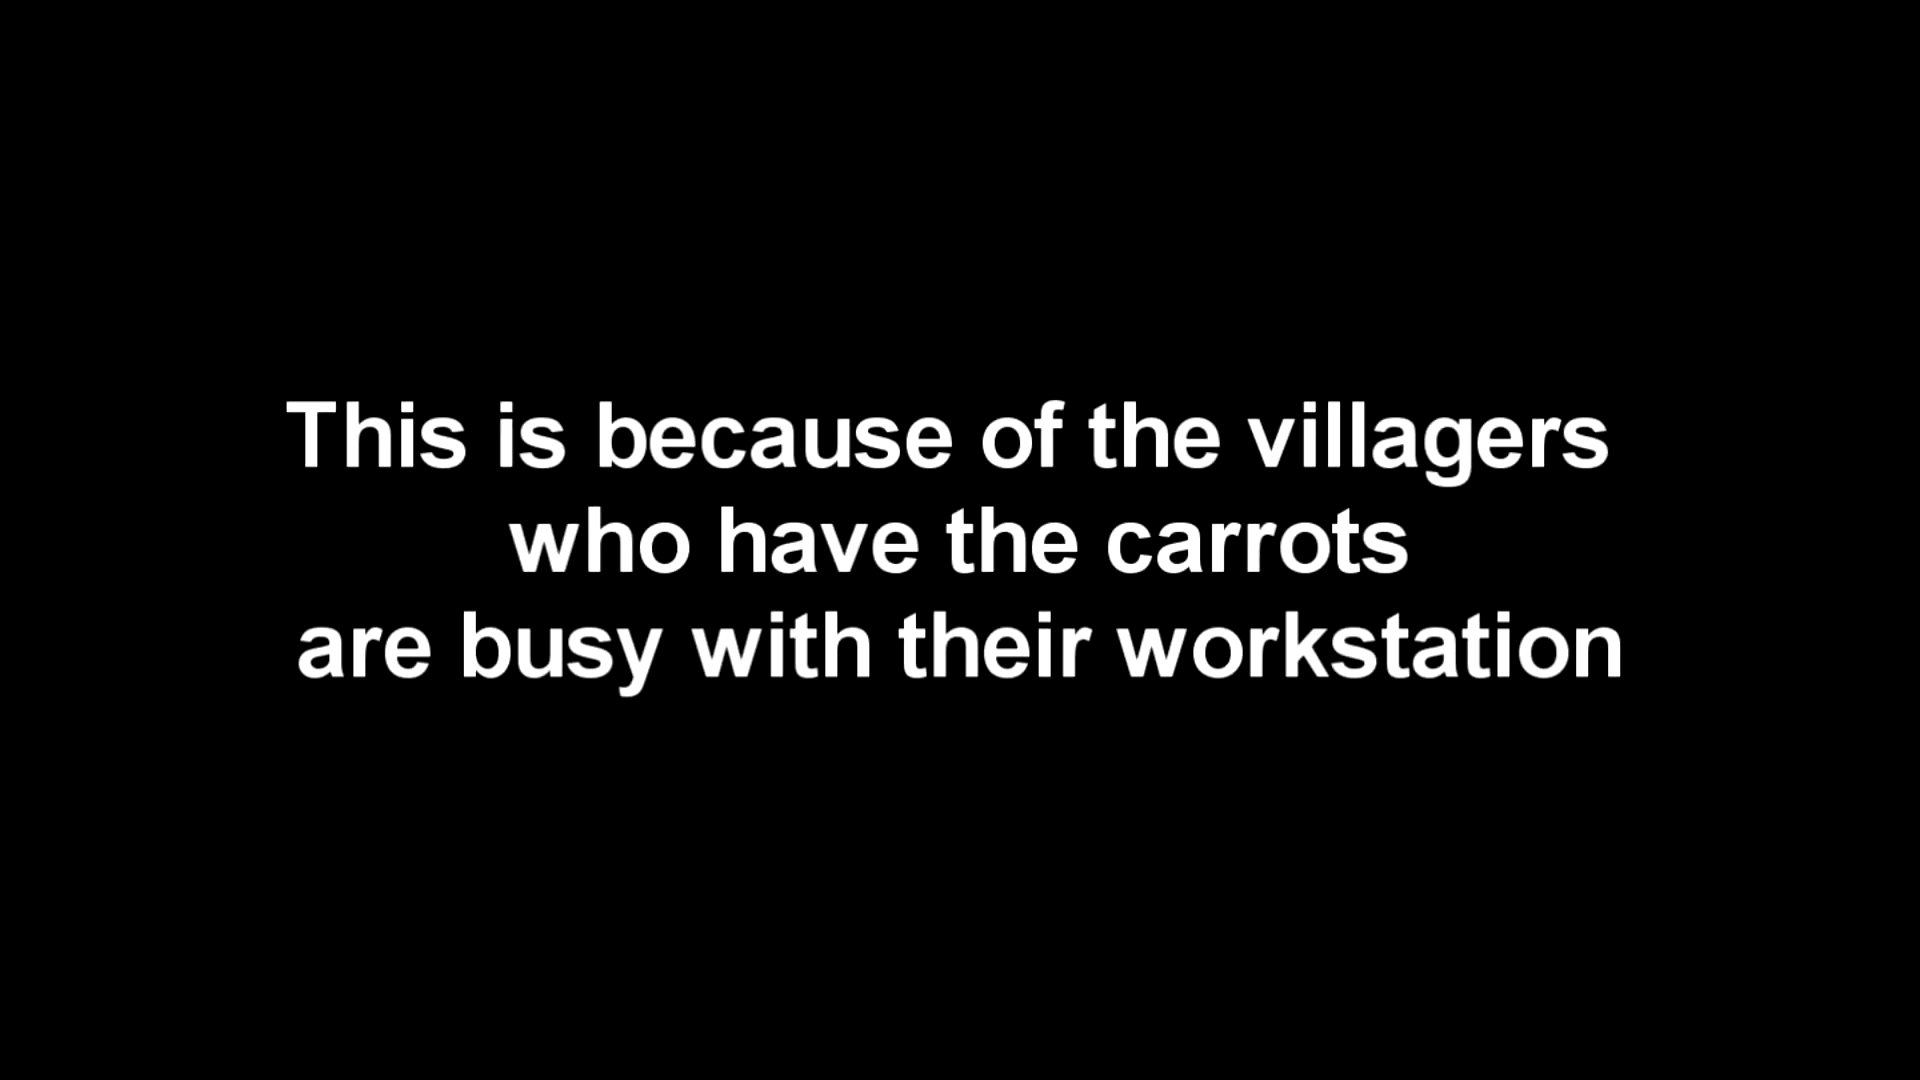 This is because of the villagers
who have the carrots
are busy with their workstation